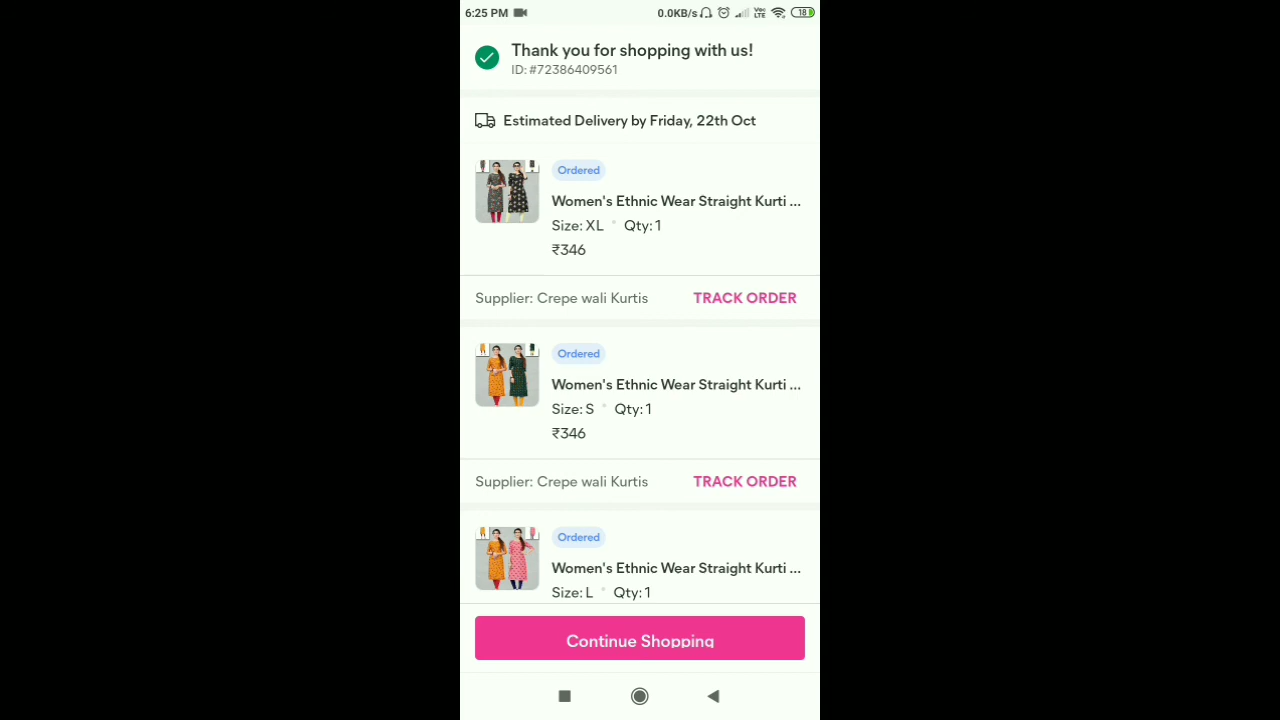 6:25 PM 0.0KB/s Vo LTE 18
Thank you for shopping with us!
ID: #72386409561
Estimated Delivery by Friday, 22th Oct
Ordered
Women's Ethnic Wear Straight Kurti ...
Size: XL Qty: 1
₹346
Supplier: Crepe wali Kurtis TRACK ORDER
Ordered
Women's Ethnic Wear Straight Kurti ...
Size: S Qty: 1
₹346
Supplier: Crepe wali Kurtis TRACK ORDER
Ordered
Women's Ethnic Wear Straight Kurti ...
Size: L Qty: 1
Continue Shopping